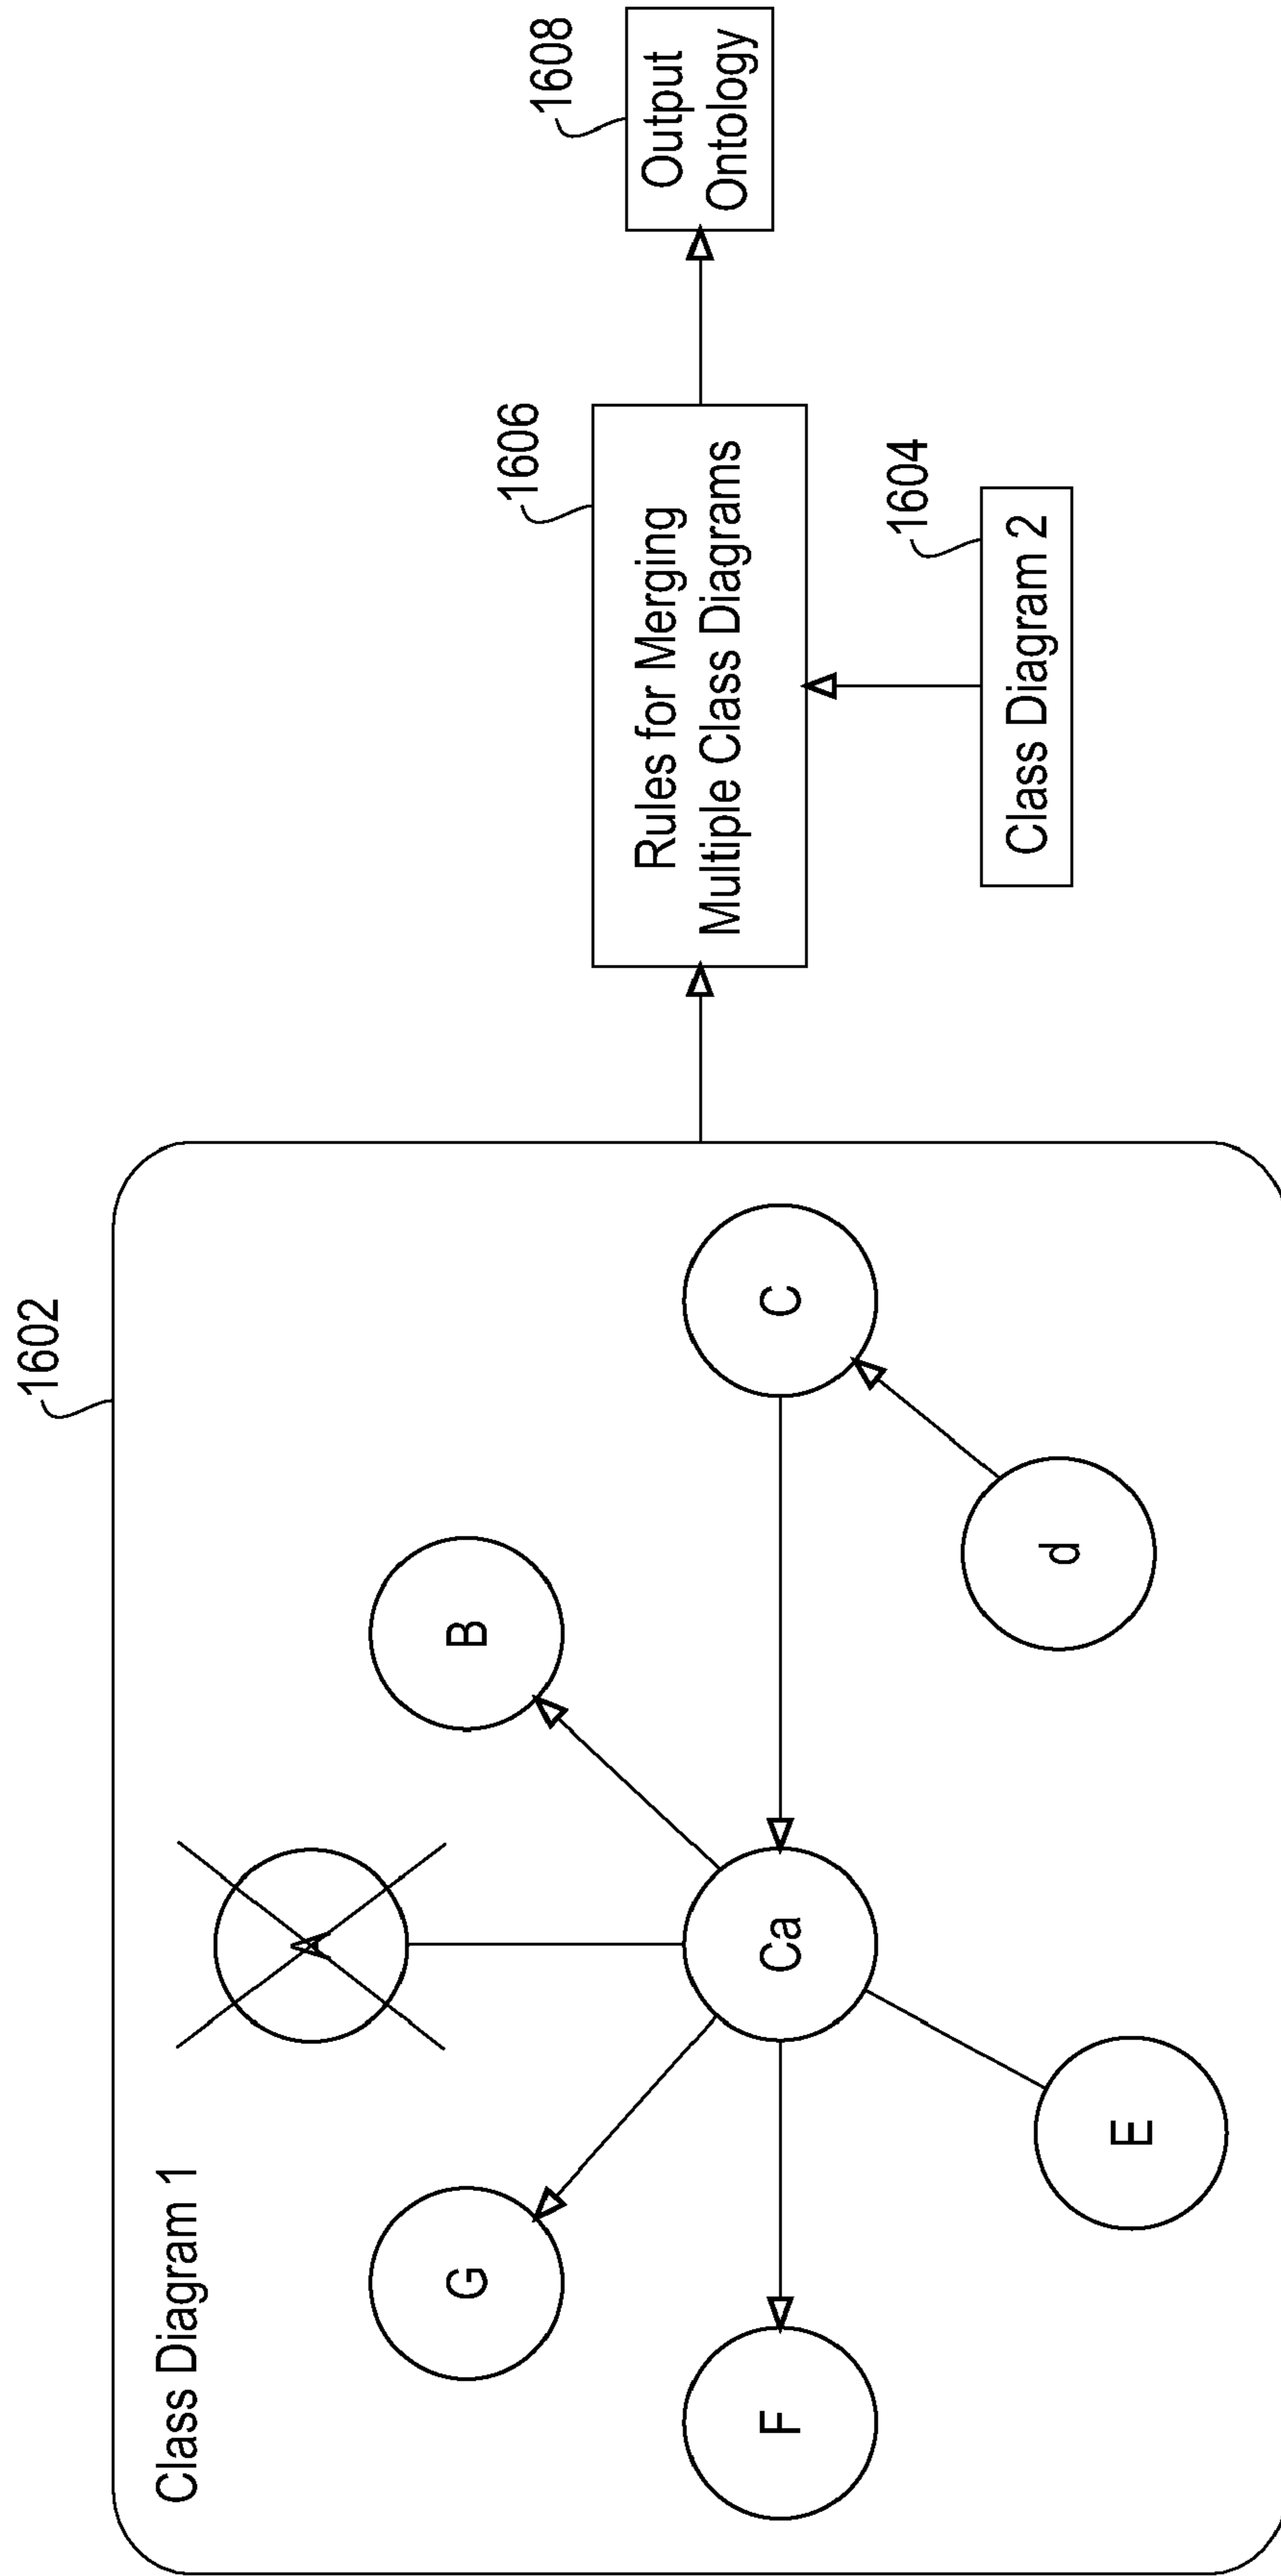 1602
Class Diagram 1
A
G
B
F
Ca
C
E
d
1606
Rules for Merging
Multiple Class Diagrams
1604
Class Diagram 2
1608
Output
Ontology